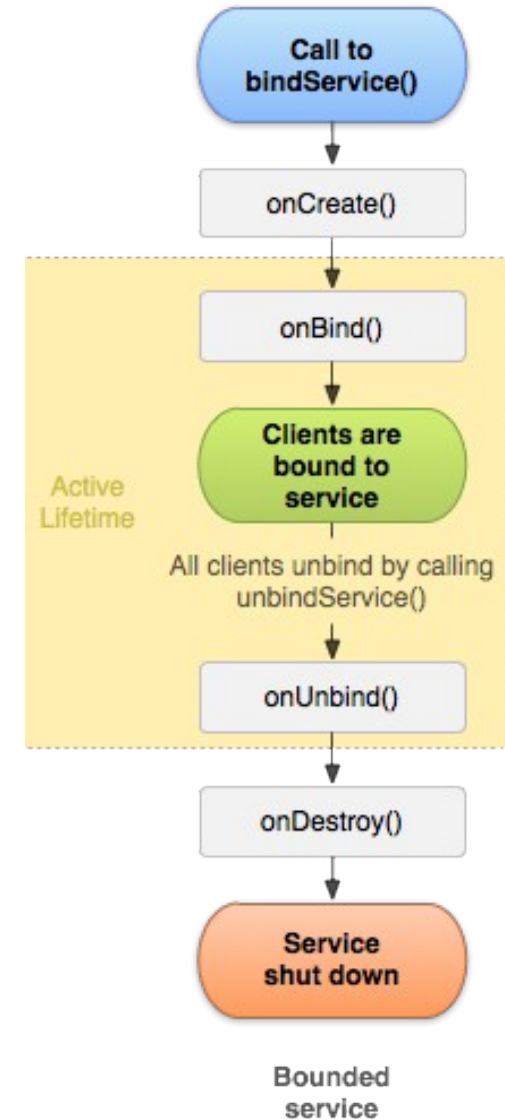 Call to
bindService()
onCreate()
onBind()
Clients are
bound to
service
Active
Lifetime
All clients unbind by calling
unbindService()
onUnbind()
onDestroy()
Service
shut down
Bounded
service